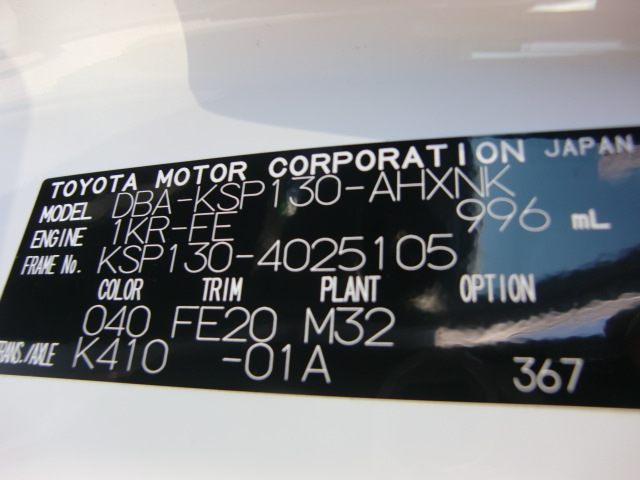 TOYOTA MOTOR CORPORATION JAPAN
MODEL DBA-KSP130-AHXNK
ENGINE 1KR-FE 996 mL
FRAME No. KSP130-4025105
COLOR TRIM PLANT OPTION
040 FE20 M32
TRANS./AXLE K410 -01A 367